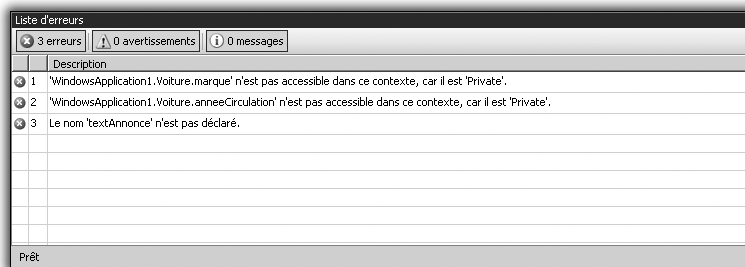 Liste d'erreurs
3 erreurs 0 avertissements 0 messages
Description
1 'WindowsApplication1.Voiture.marque' n'est pas accessible dans ce contexte, car il est 'Private'.
2 'WindowsApplication1.Voiture.anneeCirculation' n'est pas accessible dans ce contexte, car il est 'Private'.
3 Le nom 'textAnnonce' n'est pas déclaré.
Prêt